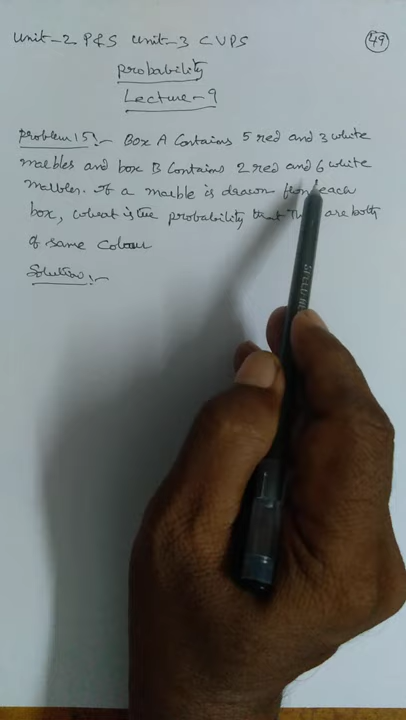 Unit-2 P&S Unit-3 CVPS
49
Probability
Lecture-9
Problem 15:- Box A Contains 5 red and 3 white
marbles and box B Contains 2 red and 6 white
marbles. If a marble is drawn from each
box, what is the probability that They are both
of same Colour
Solution:-